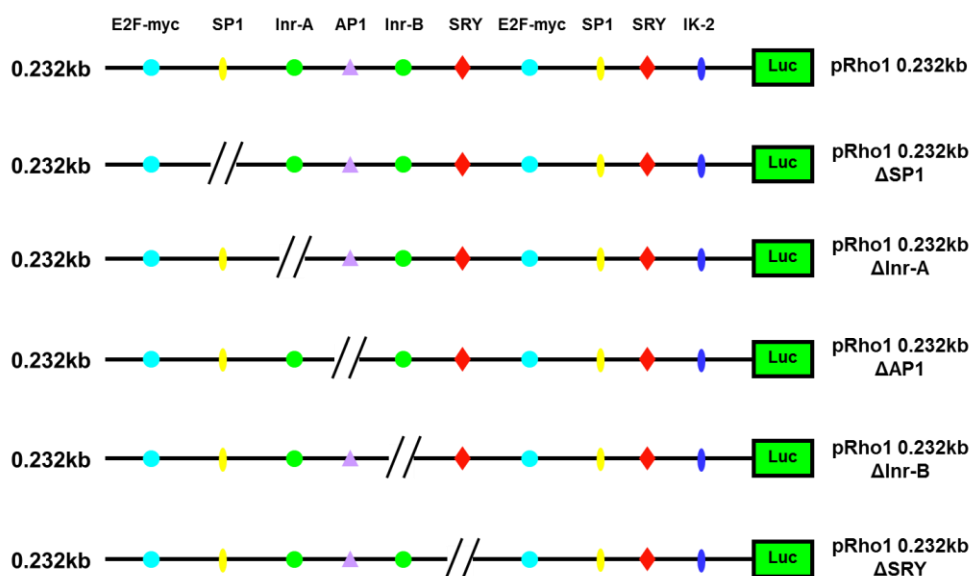 E2F-myc SP1 Inr-A AP1 Inr-B SRY E2F-myc SP1 SRY IK-2
0.232kb Luc pRho1 0.232kb
0.232kb Luc pRho1 0.232kb
ΔSP1
0.232kb Luc pRho1 0.232kb
ΔInr-A
0.232kb Luc pRho1 0.232kb
ΔAP1
0.232kb Luc pRho1 0.232kb
ΔInr-B
0.232kb Luc pRho1 0.232kb
ΔSRY